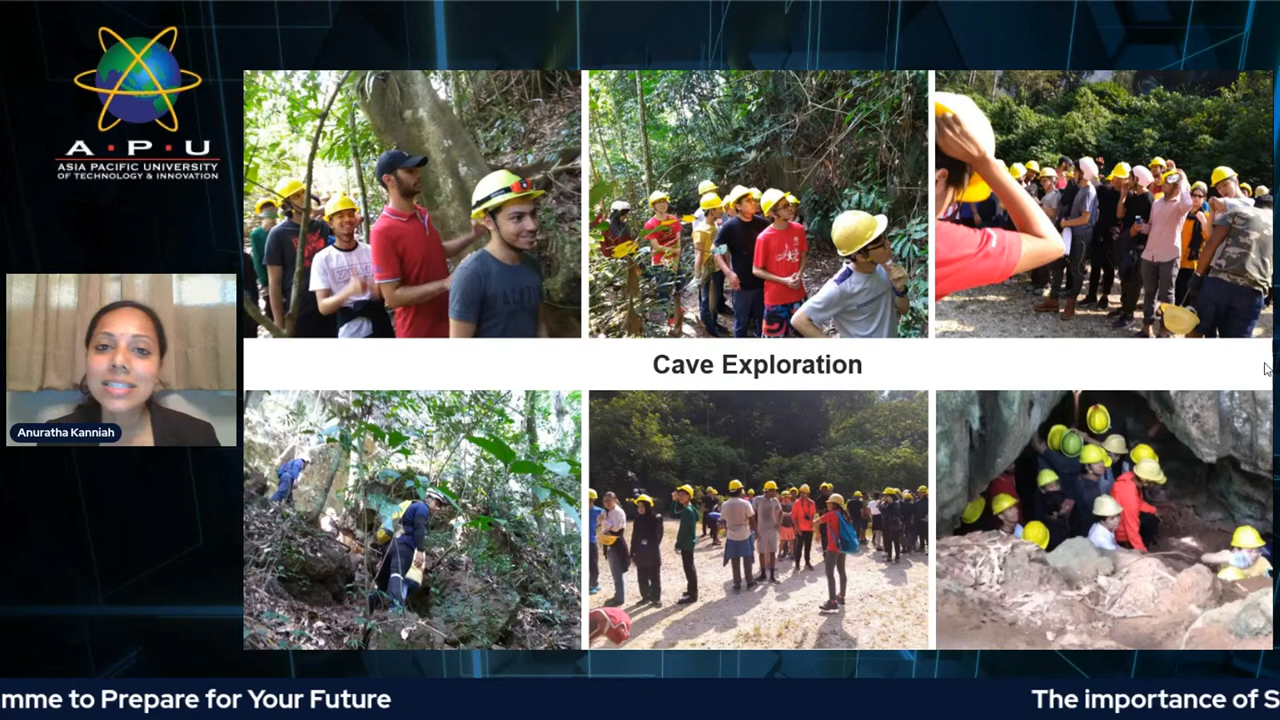 A·P·U
ASIA PACIFIC UNIVERSITY
OF TECHNOLOGY & INNOVATION
Anuratha Kanniah
Cave Exploration
mme to Prepare for Your Future
The importance of S